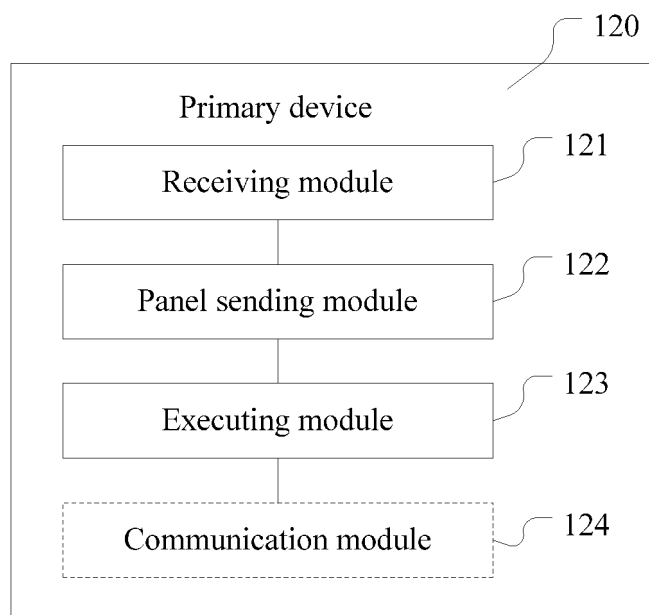 120
Primary device
121
Receiving module
122
Panel sending module
123
Executing module
124
Communication module